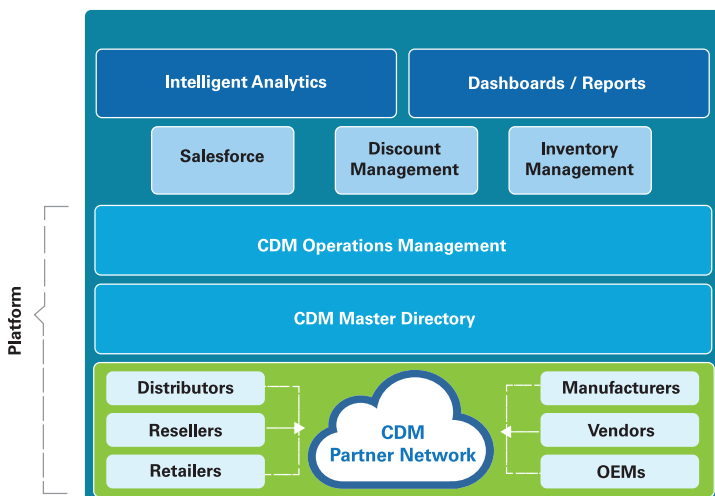 Intelligent Analytics
Dashboards / Reports
Salesforce
Discount
Management
Inventory
Management
CDM Operations Management
CDM Master Directory
Platform
Distributors
Resellers
Retailers
CDM
Partner Network
Manufacturers
Vendors
OEMs